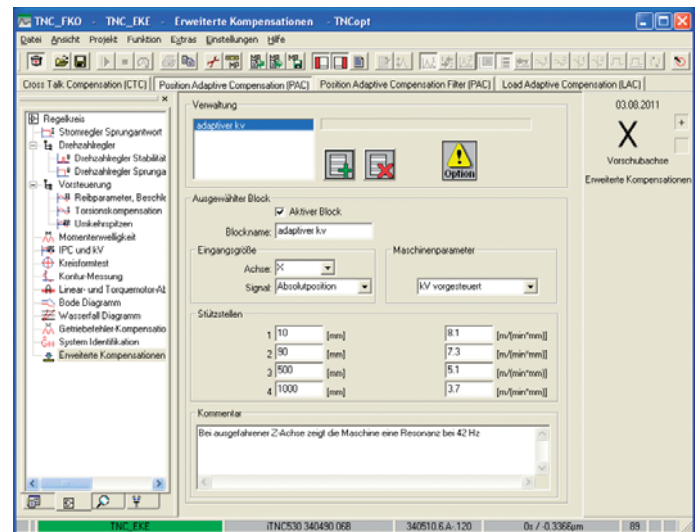 TNC_FKO - TNC_EKE - Erweiterte Kompensationen - TNCopt
Datei Ansicht Projekt Funktion Extras Einstellungen Hilfe
Cross Talk Compensation (CTC) Position Adaptive Compensation (PAC) Position Adaptive Compensation Filter (PAC) Load Adaptive Compensation (LAC)
Regelkreis
Stromregler Sprungantwort
Drehzahlregler
Drehzahlregler Stabilität
Drehzahlregler Sprunga
Vorsteuerung
Reibparameter, Beschle
Torsionskompensation
Umkehrspitzen
Momentenwelligkeit
IPC und kV
Kreisformtest
Kontur-Messung
Linear- und Torquemotor-Ab
Bode Diagramm
Wasserfall Diagramm
Getriebefehler-Kompensatio
System Identifikation
Erweiterte Kompensationen
Verwaltung
adaptiver kv
Option
Ausgewählter Block
Aktiver Block
Blockname: adaptiver kv
Eingangsgröße
Achse: X
Signal: Absolutposition
Maschinenparameter
kV vorgesteuert
Stützstellen
1 10 [mm] 8.1 [m/(min*mm)]
2 90 [mm] 7.3 [m/(min*mm)]
3 500 [mm] 5.1 [m/(min*mm)]
4 1000 [mm] 3.7 [m/(min*mm)]
Kommentar
Bei ausgefahrener Z-Achse zeigt die Maschine eine Resonanz bei 42 Hz
03.08.2011
X
Vorschubachse
Erweiterte Kompensationen
TNC_EKE iTNC530 340490 06B 340510.6.A- 120 0s / -0.3366µm 89